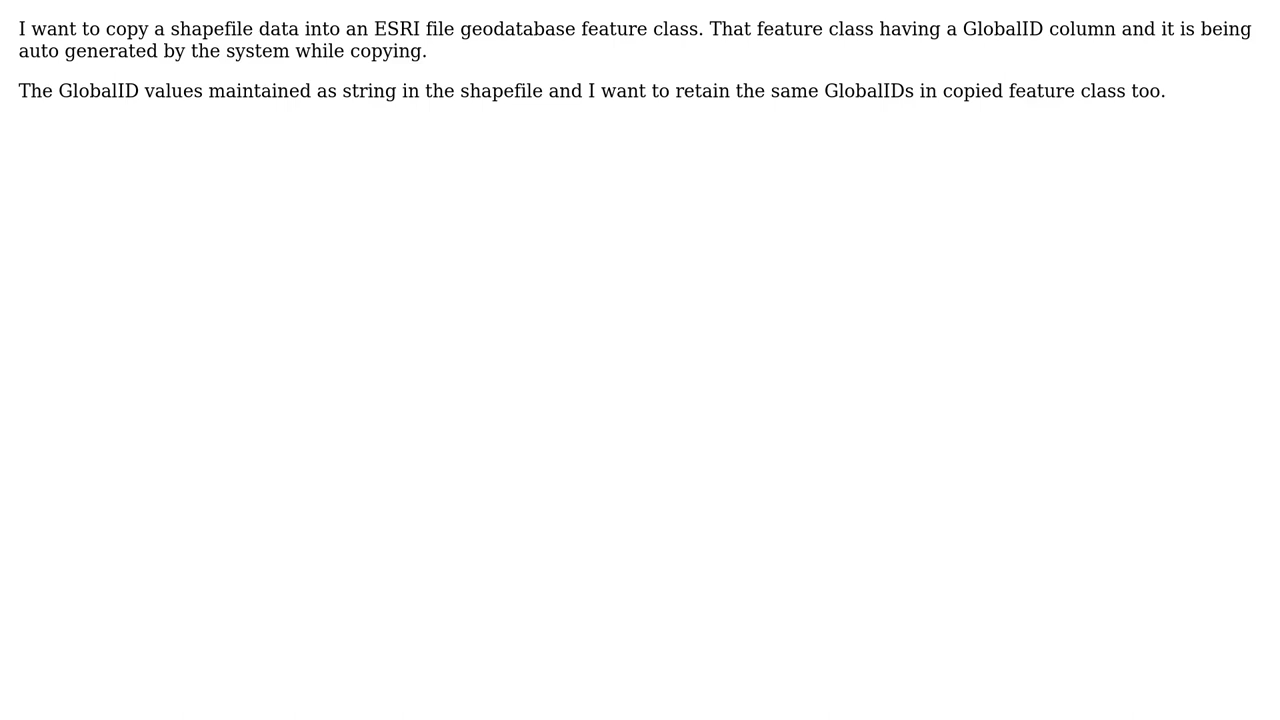 I want to copy a shapefile data into an ESRI file geodatabase feature class. That feature class having a GlobalID column and it is being
auto generated by the system while copying.
The GlobalID values maintained as string in the shapefile and I want to retain the same GlobalIDs in copied feature class too.